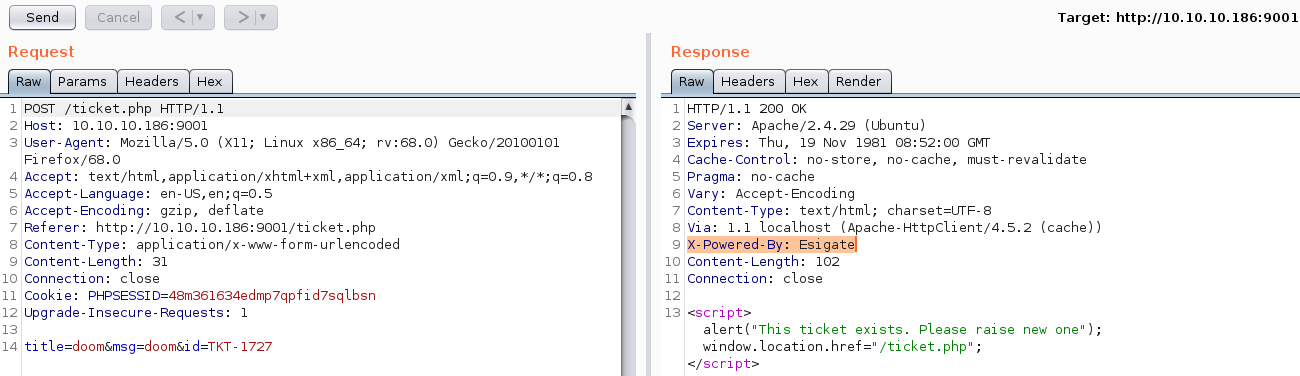 Send Cancel < > Target: http://10.10.10.186:9001
Request
Raw Params Headers Hex
1 POST /ticket.php HTTP/1.1
2 Host: 10.10.10.186:9001
3 User-Agent: Mozilla/5.0 (X11; Linux x86_64; rv:68.0) Gecko/20100101
Firefox/68.0
4 Accept: text/html,application/xhtml+xml,application/xml;q=0.9,*/*;q=0.8
5 Accept-Language: en-US,en;q=0.5
6 Accept-Encoding: gzip, deflate
7 Referer: http://10.10.10.186:9001/ticket.php
8 Content-Type: application/x-www-form-urlencoded
9 Content-Length: 31
10 Connection: close
11 Cookie: PHPSESSID=48m361634edmp7qpfid7sqlbsn
12 Upgrade-Insecure-Requests: 1
13
14 title=doom&msg=doom&id=TKT-1727
Response
Raw Headers Hex Render
1 HTTP/1.1 200 OK
2 Server: Apache/2.4.29 (Ubuntu)
3 Expires: Thu, 19 Nov 1981 08:52:00 GMT
4 Cache-Control: no-store, no-cache, must-revalidate
5 Pragma: no-cache
6 Vary: Accept-Encoding
7 Content-Type: text/html; charset=UTF-8
8 Via: 1.1 localhost (Apache-HttpClient/4.5.2 (cache))
9 X-Powered-By: Esigate
10 Content-Length: 102
11 Connection: close
12
13 <script>
alert("This ticket exists. Please raise new one");
window.location.href="/ticket.php";
</script>